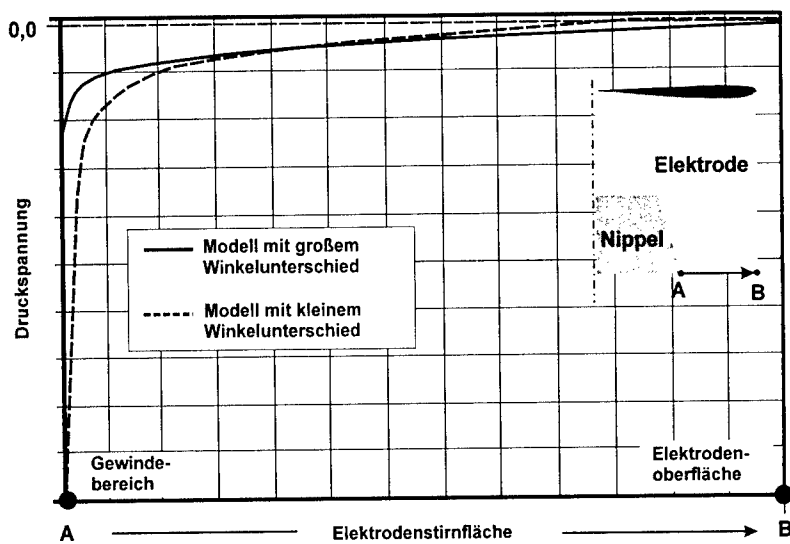 0,0
Druckspannung
Elektrode
Nippel
A
B
Modell mit großem
Winkelunterschied
Modell mit kleinem
Winkelunterschied
Gewinde-
bereich
Elektroden-
oberfläche
A
Elektrodenstirnfläche
B